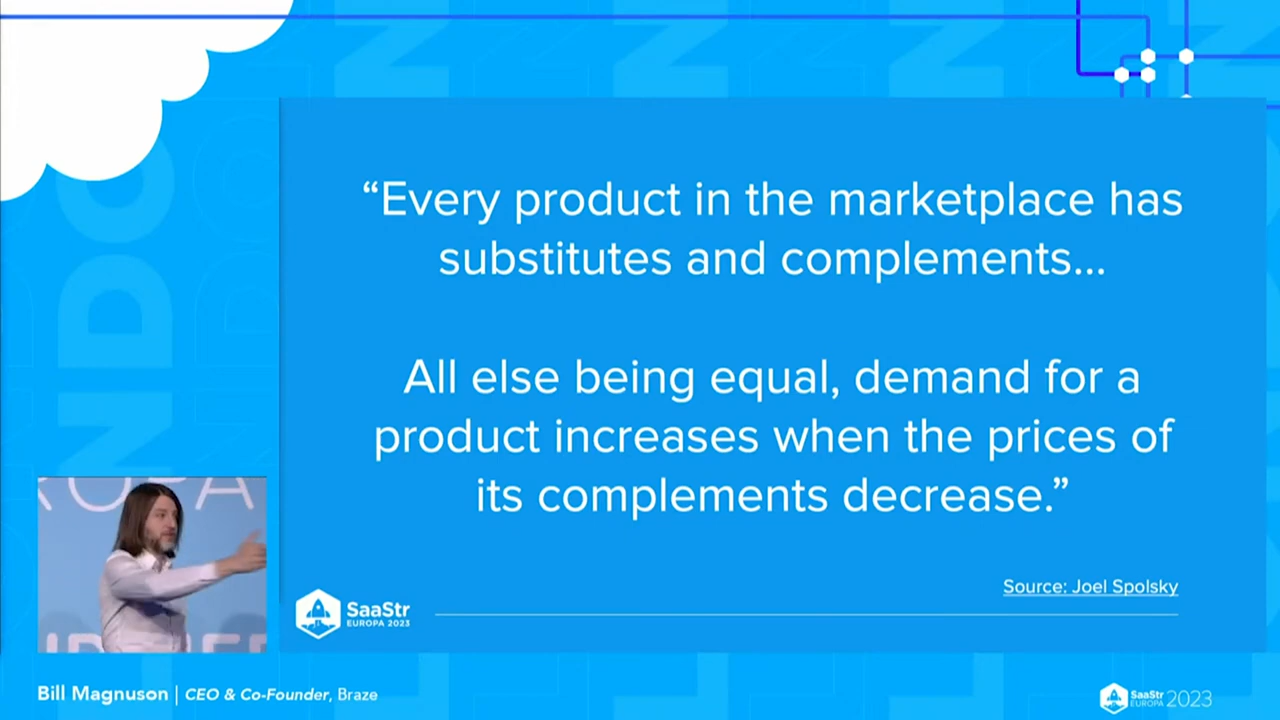 “Every product in the marketplace has
substitutes and complements...
All else being equal, demand for a
product increases when the prices of
its complements decrease.”
Source: Joel Spolsky
SaaStr
EUROPA 2023
Bill Magnuson | CEO & Co-Founder, Braze
SaaStr
EUROPA 2023